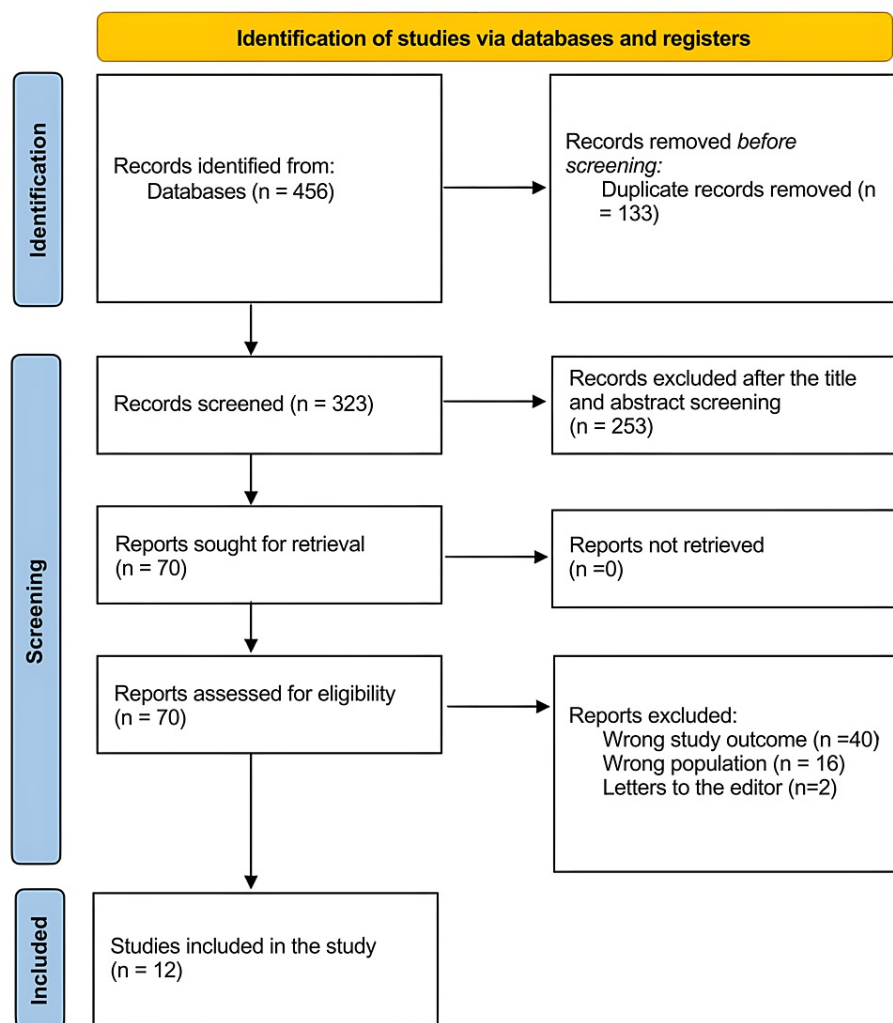 Identification of studies via databases and registers
Identification
Records identified from:
Databases (n = 456)
Records removed before
screening:
Duplicate records removed (n
= 133)
Screening
Records screened (n = 323)
Records excluded after the title
and abstract screening
(n = 253)
Reports sought for retrieval
(n = 70)
Reports not retrieved
(n =0)
Reports assessed for eligibility
(n = 70)
Reports excluded:
Wrong study outcome (n =40)
Wrong population (n = 16)
Letters to the editor (n=2)
Included
Studies included in the study
(n = 12)